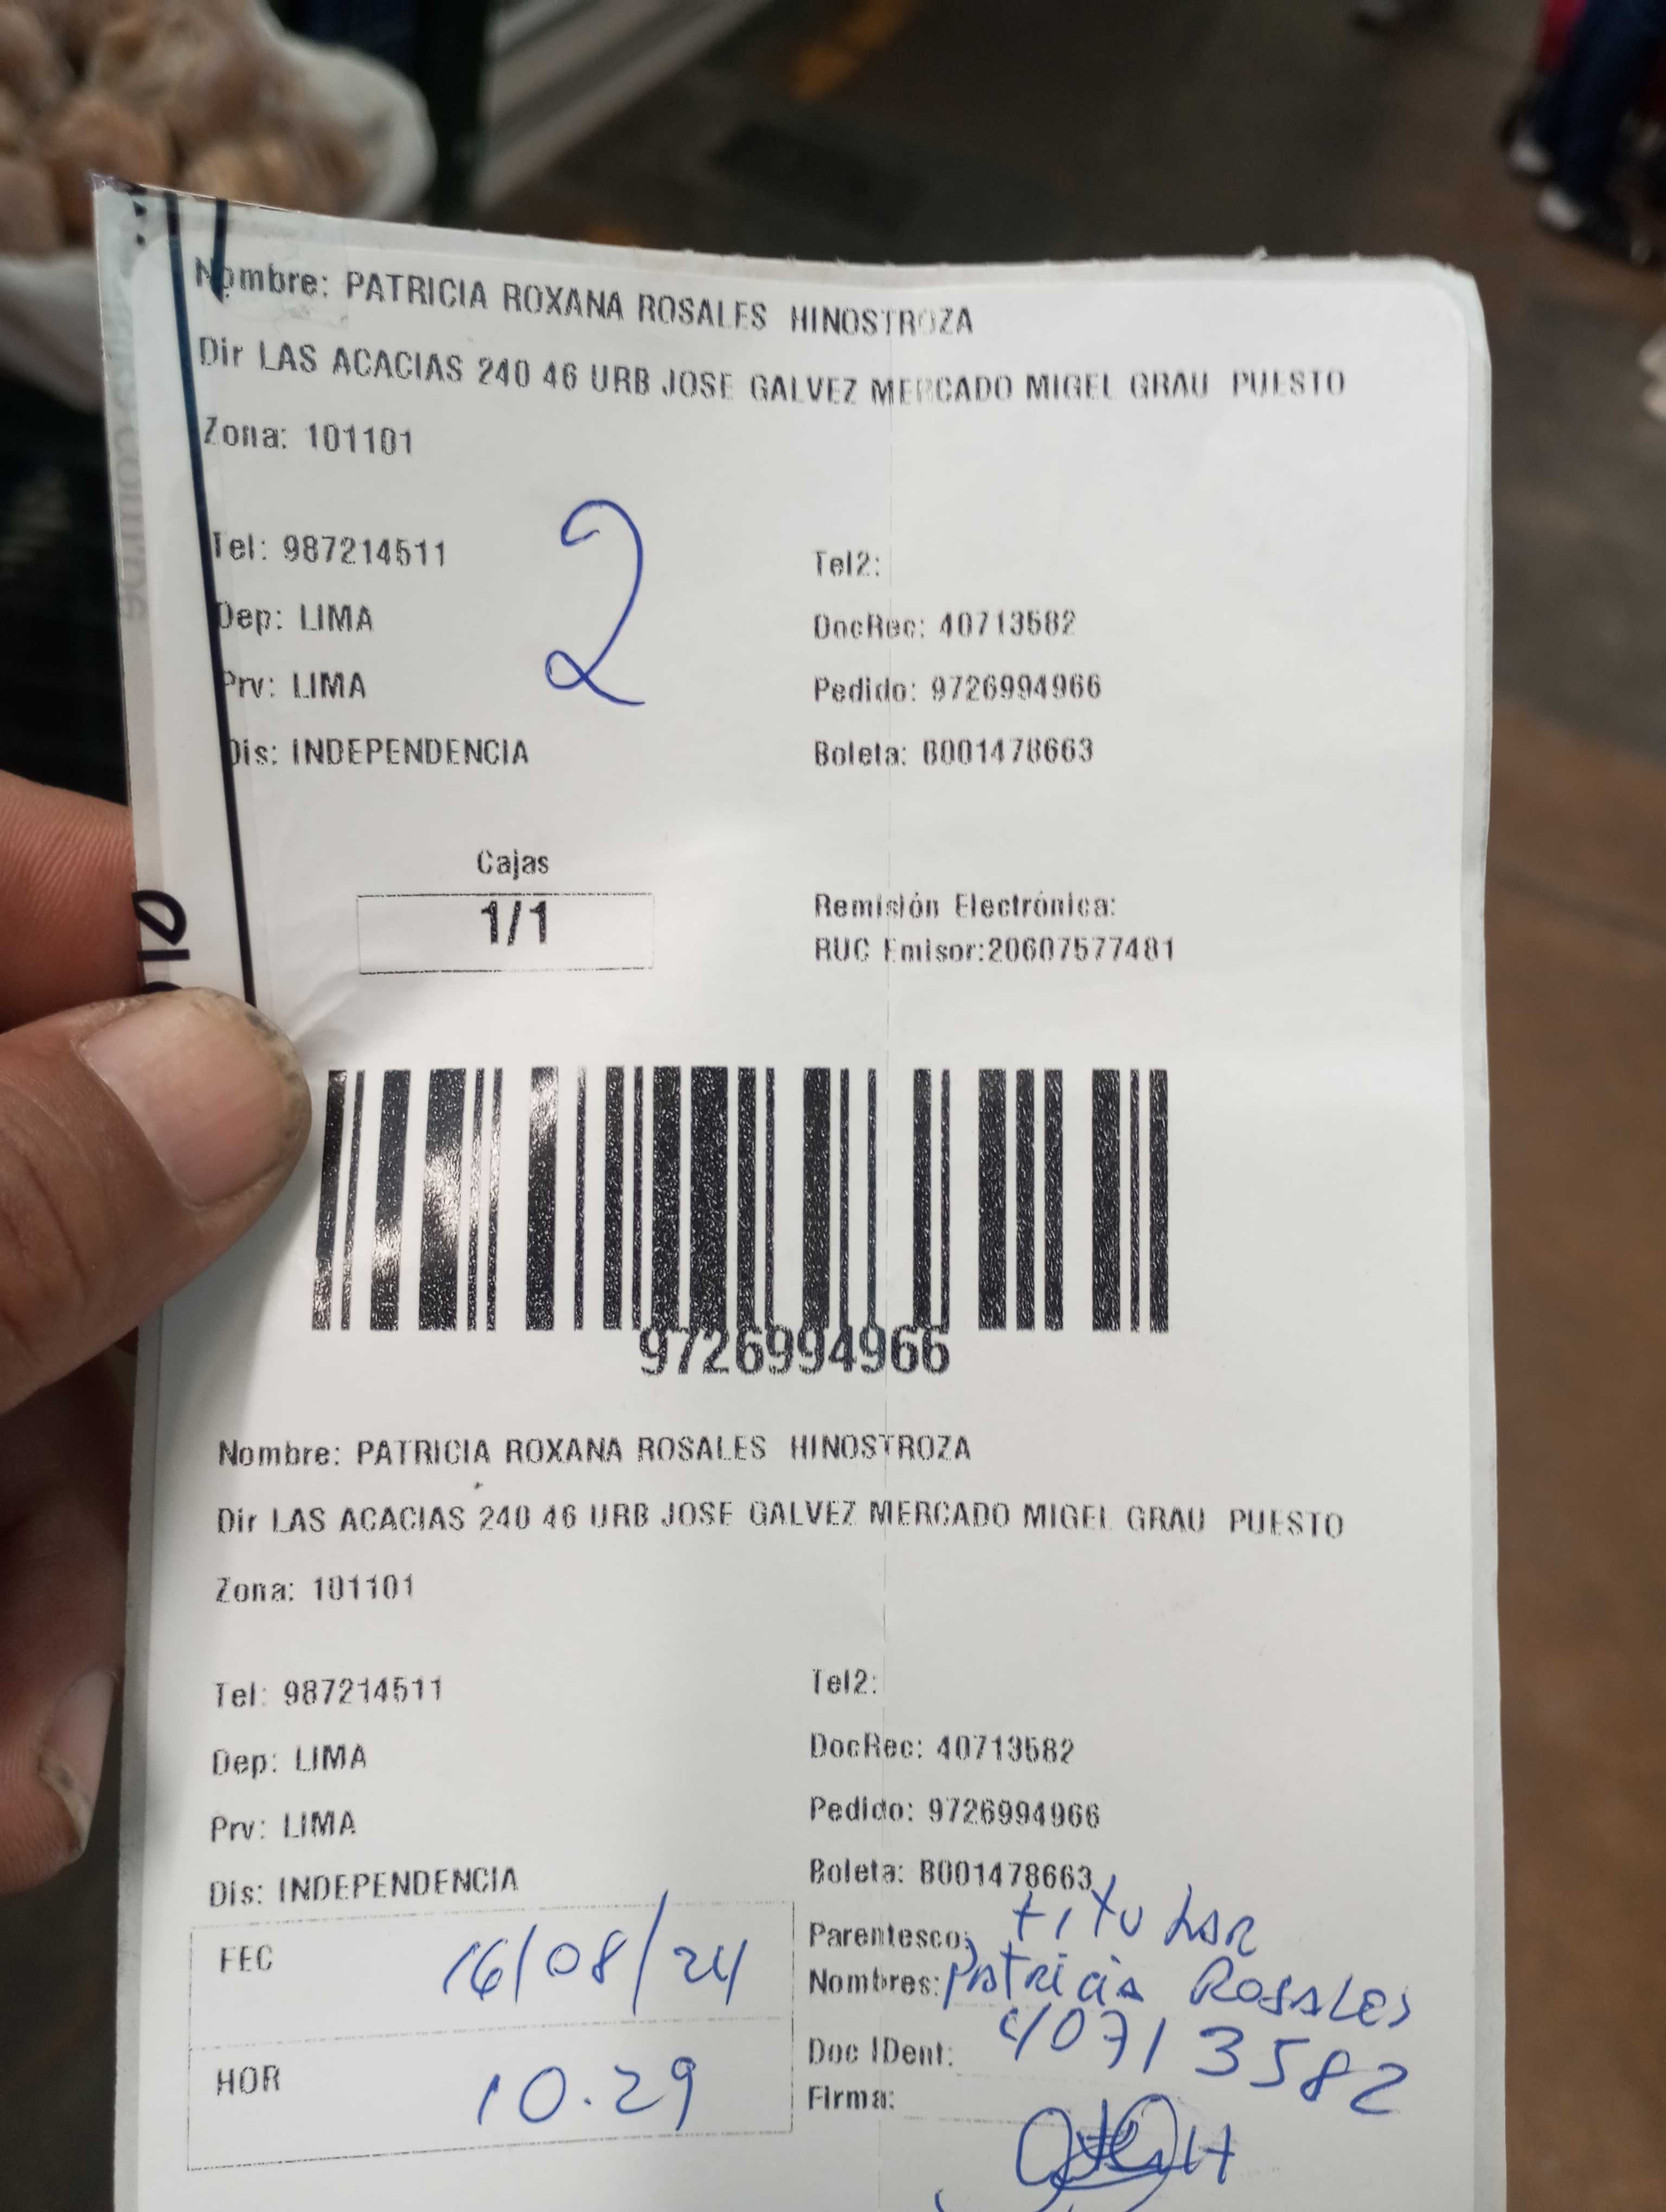 Nombre: PATRICIA ROXANA ROSALES HINOSTROZA
Dir LAS ACACIAS 240 46 URB JOSE GALVEZ MERCADO MIGEL GRAU PUESTO
Zona: 101101
2
Tel: 987214511
Tel2:
Dep: LIMA
DocRec: 40713582
Prv: LIMA
Pedido: 9726994966
Dis: INDEPENDENCIA
Boleta: B001478663
Cajas
1/1
Remisión Electrónica:
RUC Emisor:20607577481
9726994966
Nombre: PATRICIA ROXANA ROSALES HINOSTROZA
Dir LAS ACACIAS 240 46 URB JOSE GALVEZ MERCADO MIGEL GRAU PUESTO
Zona: 101101
Tel: 987214511
Tel2:
Dep: LIMA
DocRec: 40713582
Prv: LIMA
Pedido: 9726994966
Dis: INDEPENDENCIA
Boleta: B001478663
FEC 16/08/24
Parentesco: titular
Nombres: Patricia Rosales
Doc IDent: 40713582
HOR 10.29
Firma: